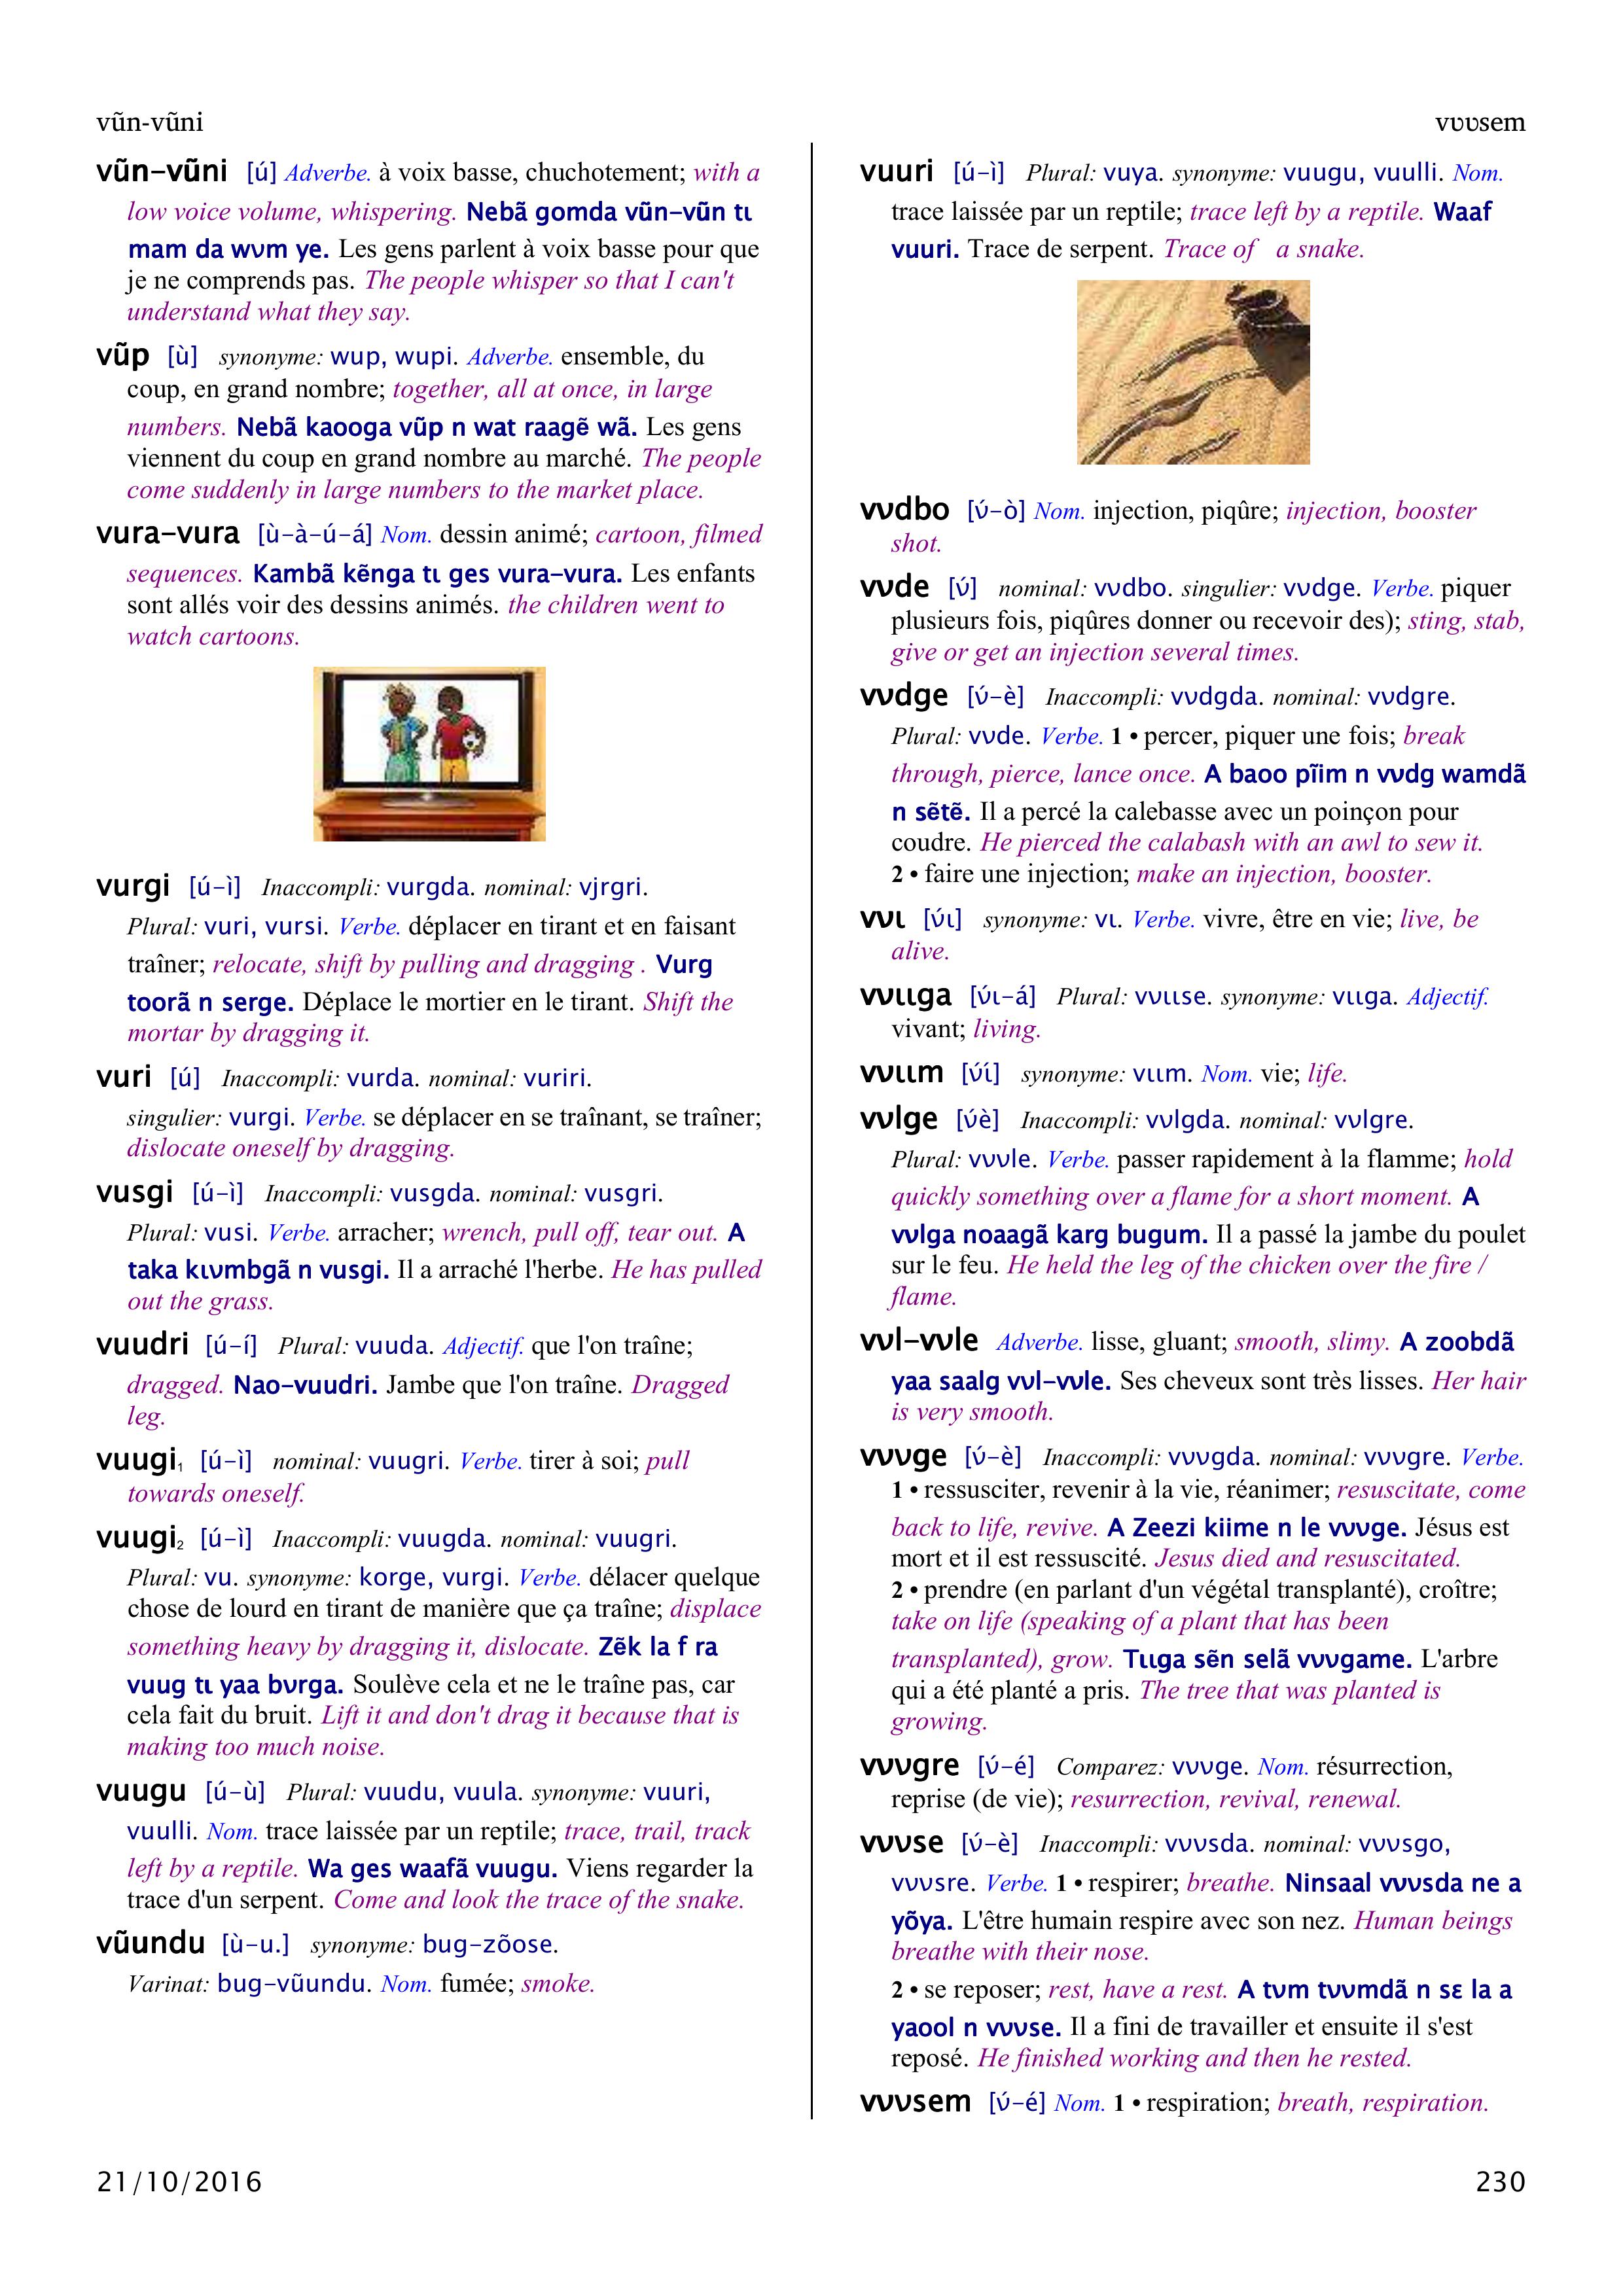 vũn-vũni
vʋʋsem
vũn–vũni [ú] Adverbe. à voix basse, chuchotement; with a
low voice volume, whispering. Nebã gomda vũn–vũn tɩ
mam da wʋm ye. Les gens parlent à voix basse pour que
je ne comprends pas. The people whisper so that I can't
understand what they say.
vũp [ù] synonyme: wup, wupi. Adverbe. ensemble, du
coup, en grand nombre; together, all at once, in large
numbers. Nebã kaooga vũp n wat raagẽ wã. Les gens
viennent du coup en grand nombre au marché. The people
come suddenly in large numbers to the market place.
vura–vura [ù–à–ú–á] Nom. dessin animé; cartoon, filmed
sequences. Kambã kẽnga tɩ ges vura–vura. Les enfants
sont allés voir des dessins animés. the children went to
watch cartoons.
vurgi [ú–ì] Inaccompli: vurgda. nominal: vjrgri.
Plural: vuri, vursi. Verbe. déplacer en tirant et en faisant
traîner; relocate, shift by pulling and dragging . Vurg
toorã n serge. Déplace le mortier en le tirant. Shift the
mortar by dragging it.
vuri [ú] Inaccompli: vurda. nominal: vuriri.
singulier: vurgi. Verbe. se déplacer en se traînant, se traîner;
dislocate oneself by dragging.
vusgi [ú–ì] Inaccompli: vusgda. nominal: vusgri.
Plural: vusi. Verbe. arracher; wrench, pull off, tear out. A
taka kɩʋmbgã n vusgi. Il a arraché l'herbe. He has pulled
out the grass.
vuudri [ú–í] Plural: vuuda. Adjectif. que l'on traîne;
dragged. Nao–vuudri. Jambe que l'on traîne. Dragged
leg.
vuugi₁ [ú–ì] nominal: vuugri. Verbe. tirer à soi; pull
towards oneself.
vuugi₂ [ú–ì] Inaccompli: vuugda. nominal: vuugri.
Plural: vu. synonyme: korge, vurgi. Verbe. délacer quelque
chose de lourd en tirant de manière que ça traîne; displace
something heavy by dragging it, dislocate. Zẽk la f ra
vuug tɩ yaa bʋrga. Soulève cela et ne le traîne pas, car
cela fait du bruit. Lift it and don't drag it because that is
making too much noise.
vuugu [ú–ù] Plural: vuudu, vuula. synonyme: vuuri,
vuulli. Nom. trace laissée par un reptile; trace, trail, track
left by a reptile. Wa ges waafã vuugu. Viens regarder la
trace d'un serpent. Come and look the trace of the snake.
vũundu [ù–u.] synonyme: bug–zõose.
Varinat: bug–vũundu. Nom. fumée; smoke.
vuuri [ú–ì] Plural: vuya. synonyme: vuugu, vuulli. Nom.
trace laissée par un reptile; trace left by a reptile. Waaf
vuuri. Trace de serpent. Trace of a snake.
vʋdbo [ʋ́–ò] Nom. injection, piqûre; injection, booster
shot.
vʋde [ʋ́] nominal: vʋdbo. singulier: vʋdge. Verbe. piquer
plusieurs fois, piqûres donner ou recevoir des); sting, stab,
give or get an injection several times.
vʋdge [ʋ́–è] Inaccompli: vʋdgda. nominal: vʋdgre.
Plural: vʋde. Verbe. 1 • percer, piquer une fois; break
through, pierce, lance once. A baoo pĩim n vʋdg wamdã
n sẽtẽ. Il a percé la calebasse avec un poinçon pour
coudre. He pierced the calabash with an awl to sew it.
2 • faire une injection; make an injection, booster.
vʋɩ [ʋ́ɩ] synonyme: vɩ. Verbe. vivre, être en vie; live, be
alive.
vʋɩɩga [ʋ́ɩ–á] Plural: vʋɩɩse. synonyme: vɩɩga. Adjectif.
vivant; living.
vʋɩɩm [ʋ́ɩ́] synonyme: vɩɩm. Nom. vie; life.
vʋlge [ʋ́è] Inaccompli: vʋlgda. nominal: vʋlgre.
Plural: vʋʋle. Verbe. passer rapidement à la flamme; hold
quickly something over a flame for a short moment. A
vʋlga noaagã karg bugum. Il a passé la jambe du poulet
sur le feu. He held the leg of the chicken over the fire /
flame.
vʋl–vʋle Adverbe. lisse, gluant; smooth, slimy. A zoobdã
yaa saalg vʋl–vʋle. Ses cheveux sont très lisses. Her hair
is very smooth.
vʋʋge [ʋ́–è] Inaccompli: vʋʋgda. nominal: vʋʋgre. Verbe.
1 • ressusciter, revenir à la vie, réanimer; resuscitate, come
back to life, revive. A Zeezi kiime n le vʋʋge. Jésus est
mort et il est ressuscité. Jesus died and resuscitated.
2 • prendre (en parlant d'un végétal transplanté), croître;
take on life (speaking of a plant that has been
transplanted), grow. Tɩɩga sẽn selã vʋʋgame. L'arbre
qui a été planté a pris. The tree that was planted is
growing.
vʋʋgre [ʋ́–é] Comparez: vʋʋge. Nom. résurrection,
reprise (de vie); resurrection, revival, renewal.
vʋʋse [ʋ́–è] Inaccompli: vʋʋsda. nominal: vʋʋsgo,
vʋʋsre. Verbe. 1 • respirer; breathe. Ninsaal vʋʋsda ne a
yõya. L'être humain respire avec son nez. Human beings
breathe with their nose.
2 • se reposer; rest, have a rest. A tʋm tʋʋmdã n sɛ la a
yaool n vʋʋse. Il a fini de travailler et ensuite il s'est
reposé. He finished working and then he rested.
vʋʋsem [ʋ́–é] Nom. 1 • respiration; breath, respiration.
21/10/2016
230